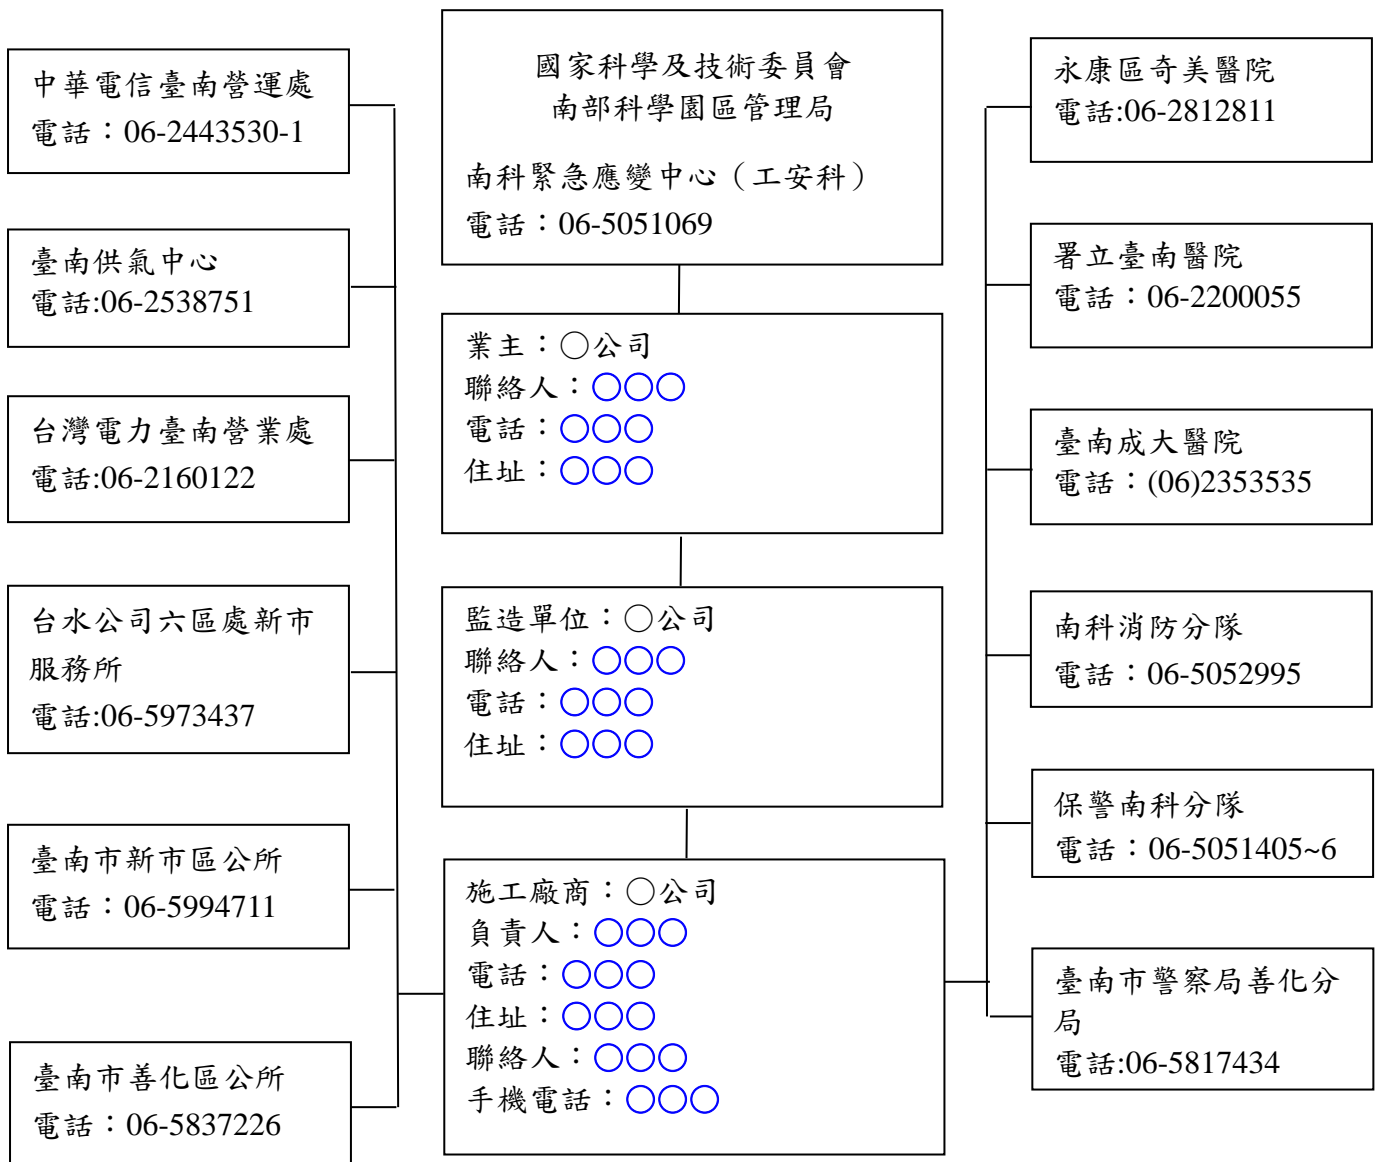 中華電信臺南營運處
電話：06-2443530-1
臺南供氣中心
電話:06-2538751
台灣電力臺南營業處
電話:06-2160122
台水公司六區處新市
服務所
電話:06-5973437
臺南市新市區公所
電話：06-5994711
臺南市善化區公所
電話：06-5837226
國家科學及技術委員會
南部科學園區管理局
南科緊急應變中心（工安科）
電話：06-5051069
業主：○公司
聯絡人：○○○
電話：○○○
住址：○○○
監造單位：○公司
聯絡人：○○○
電話：○○○
住址：○○○
施工廠商：○公司
負責人：○○○
電話：○○○
住址：○○○
聯絡人：○○○
手機電話：○○○
永康區奇美醫院
電話:06-2812811
署立臺南醫院
電話：06-2200055
臺南成大醫院
電話：(06)2353535
南科消防分隊
電話：06-5052995
保警南科分隊
電話：06-5051405~6
臺南市警察局善化分
局
電話:06-5817434